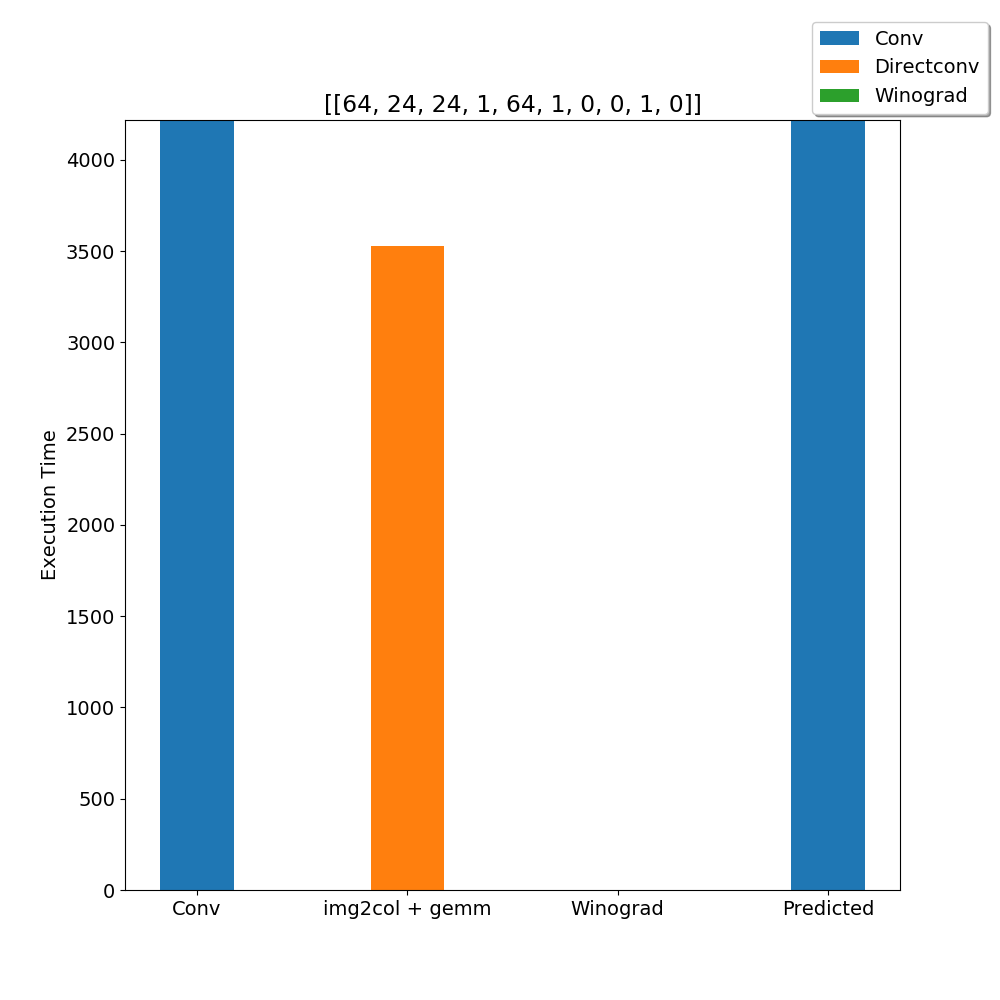 Conv
Directconv
Winograd
[[64, 24, 24, 1, 64, 1, 0, 0, 1, 0]]
4000
3500
3000
2500
2000
1500
1000
500
0
Execution Time
Conv
img2col + gemm
Winograd
Predicted